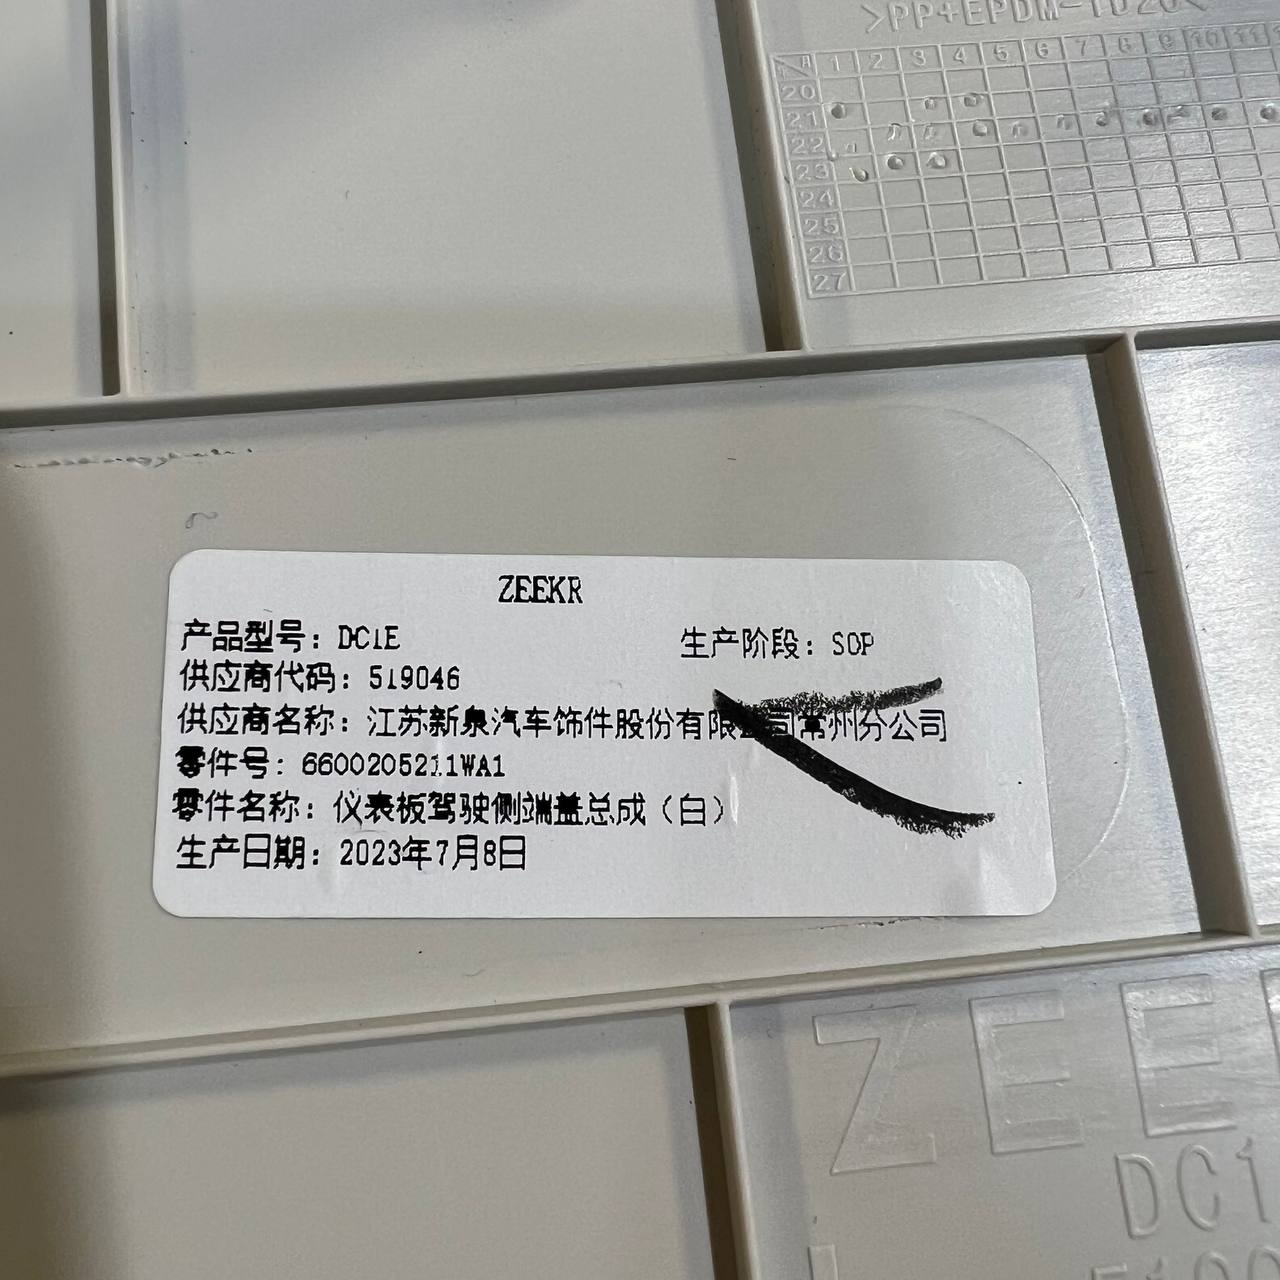 >PP+EPDM-TD20<
年 月 1 2 3 4 5 6 7 8 9 10 11
20
21
22
23
24
25
26
27
ZEEKR
产品型号：DC1E 生产阶段：SOP
供应商代码：519046
供应商名称：江苏新泉汽车饰件股份有限公司常州分公司
零件号：6600205211WA1
零件名称：仪表板驾驶侧端盖总成（白）
生产日期：2023年7月8日
ZEE
DC1